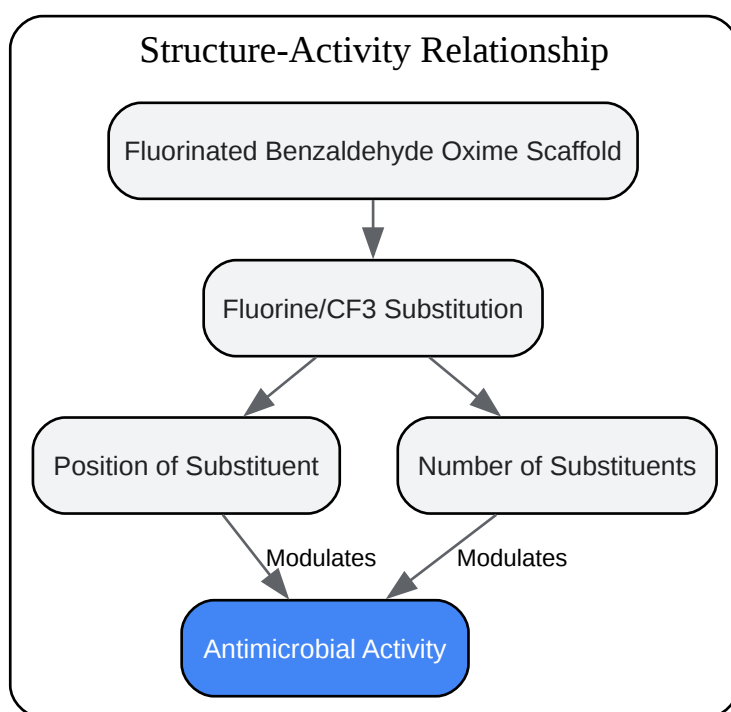 Structure-Activity Relationship
Fluorinated Benzaldehyde Oxime Scaffold
Fluorine/CF3 Substitution
Position of Substituent
Number of Substituents
Modulates
Modulates
Antimicrobial Activity